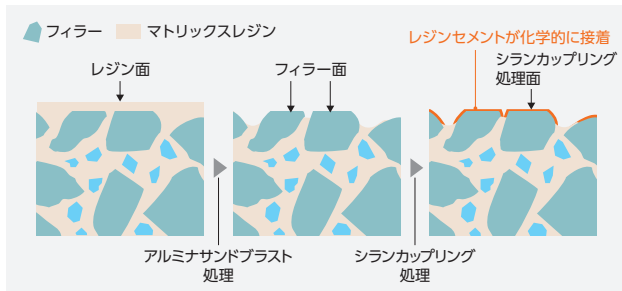 フィラー
マトリックスレジン
レジン面
フィラー面
レジンセメントが化学的に接着
シランカップリング
処理面
アルミナサンドブラスト
処理
シランカップリング
処理